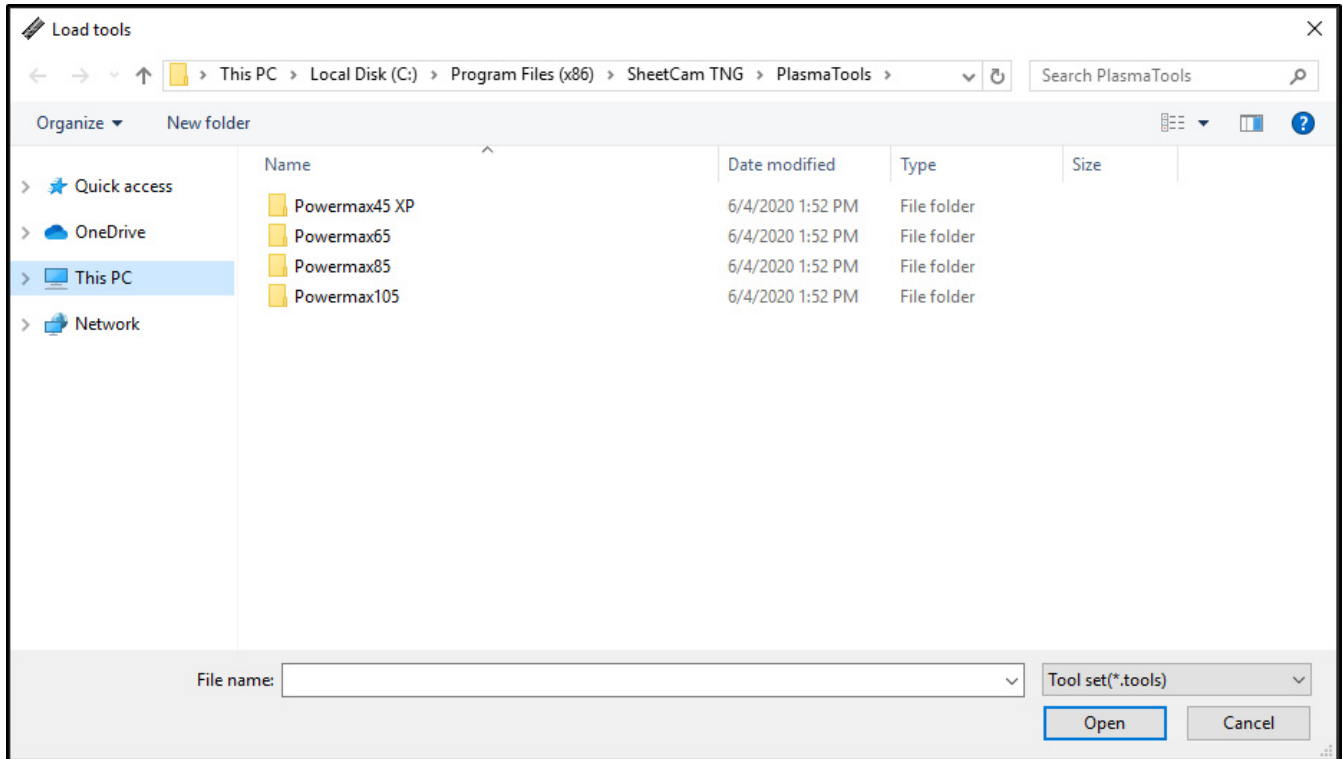 Load tools
This PC > Local Disk (C:) > Program Files (x86) > SheetCam TNG > PlasmaTools >
Search PlasmaTools
Organize
New folder
Name
Date modified
Type
Size
Quick access
OneDrive
This PC
Network
Powermax45 XP 6/4/2020 1:52 PM File folder
Powermax65 6/4/2020 1:52 PM File folder
Powermax85 6/4/2020 1:52 PM File folder
Powermax105 6/4/2020 1:52 PM File folder
File name:
Tool set(*.tools)
Open
Cancel